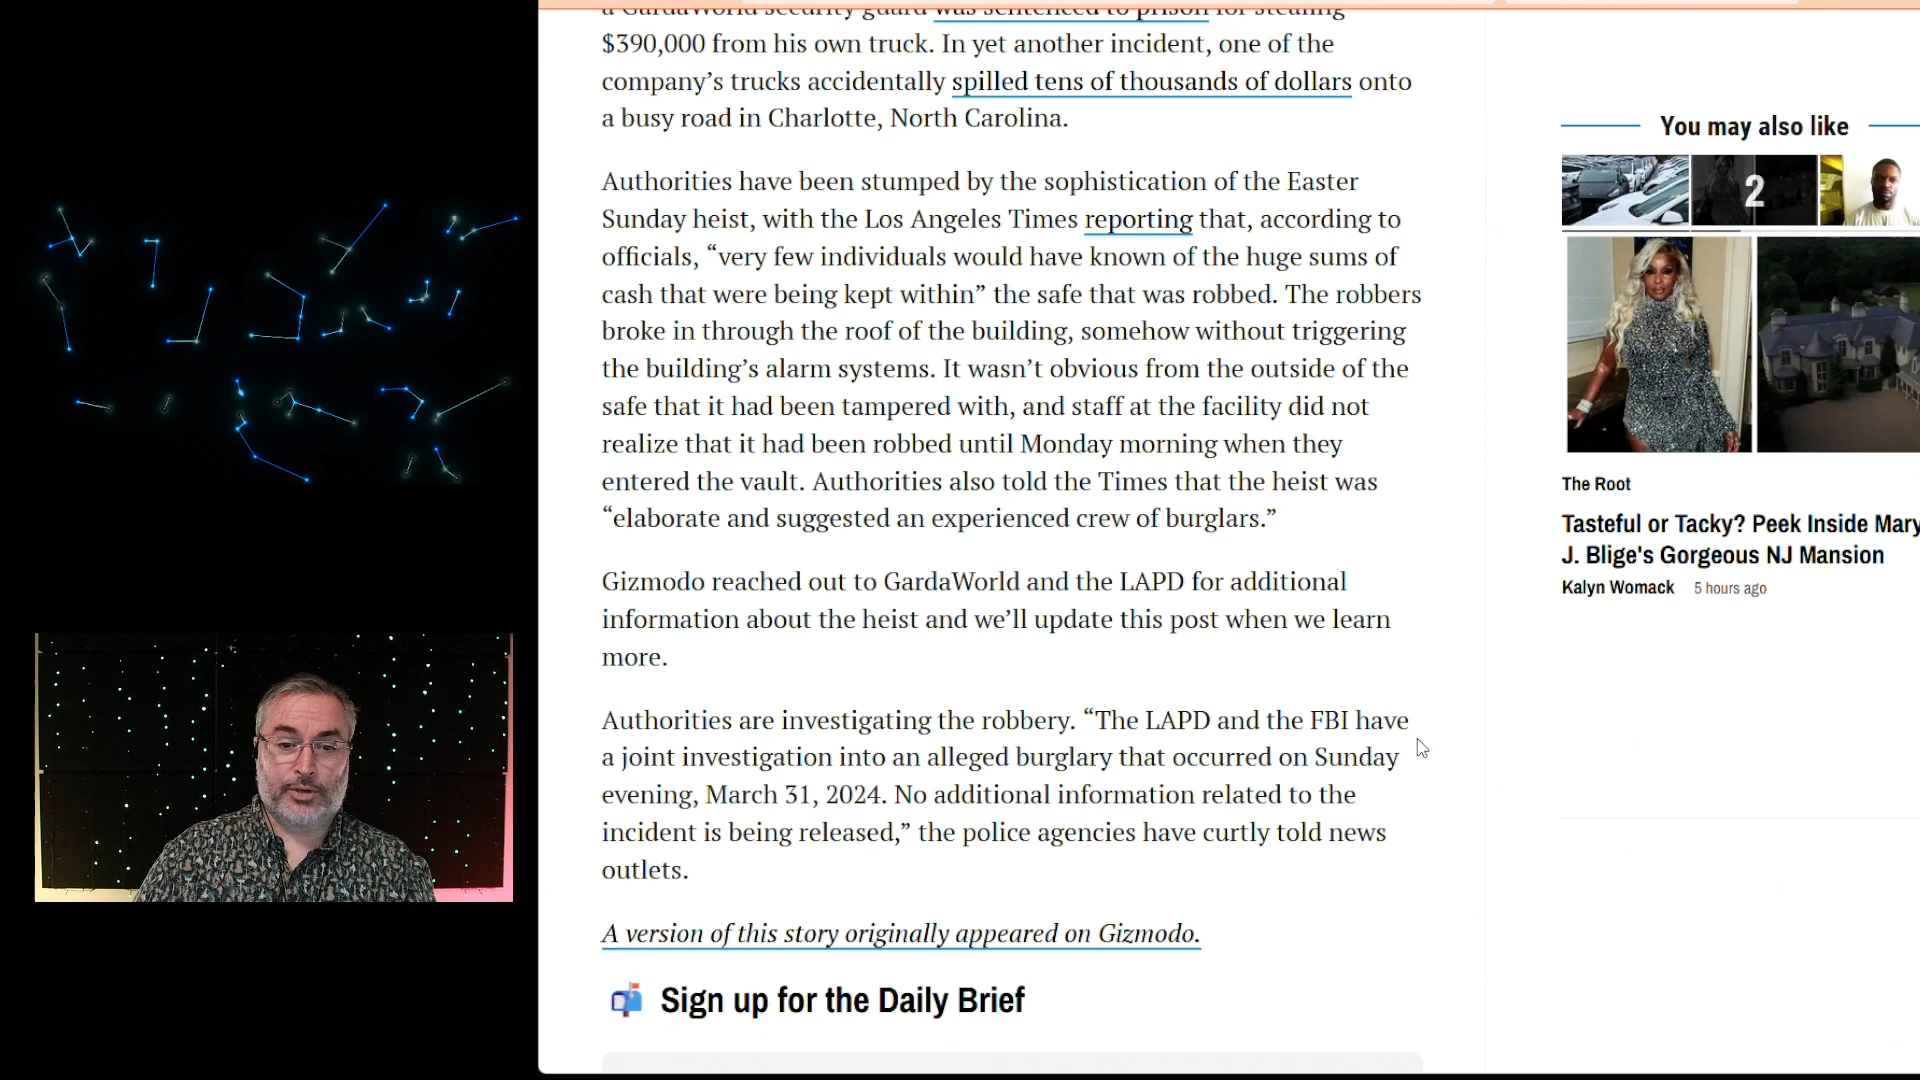 a GardaWorld security guard was sentenced to prison for stealing
$390,000 from his own truck. In yet another incident, one of the
company’s trucks accidentally spilled tens of thousands of dollars onto
a busy road in Charlotte, North Carolina.
Authorities have been stumped by the sophistication of the Easter
Sunday heist, with the Los Angeles Times reporting that, according to
officials, “very few individuals would have known of the huge sums of
cash that were being kept within” the safe that was robbed. The robbers
broke in through the roof of the building, somehow without triggering
the building’s alarm systems. It wasn’t obvious from the outside of the
safe that it had been tampered with, and staff at the facility did not
realize that it had been robbed until Monday morning when they
entered the vault. Authorities also told the Times that the heist was
“elaborate and suggested an experienced crew of burglars.”
Gizmodo reached out to GardaWorld and the LAPD for additional
information about the heist and we’ll update this post when we learn
more.
Authorities are investigating the robbery. “The LAPD and the FBI have
a joint investigation into an alleged burglary that occurred on Sunday
evening, March 31, 2024. No additional information related to the
incident is being released,” the police agencies have curtly told news
outlets.
A version of this story originally appeared on Gizmodo.
Sign up for the Daily Brief
You may also like
2
The Root
Tasteful or Tacky? Peek Inside Mary
J. Blige's Gorgeous NJ Mansion
Kalyn Womack 5 hours ago